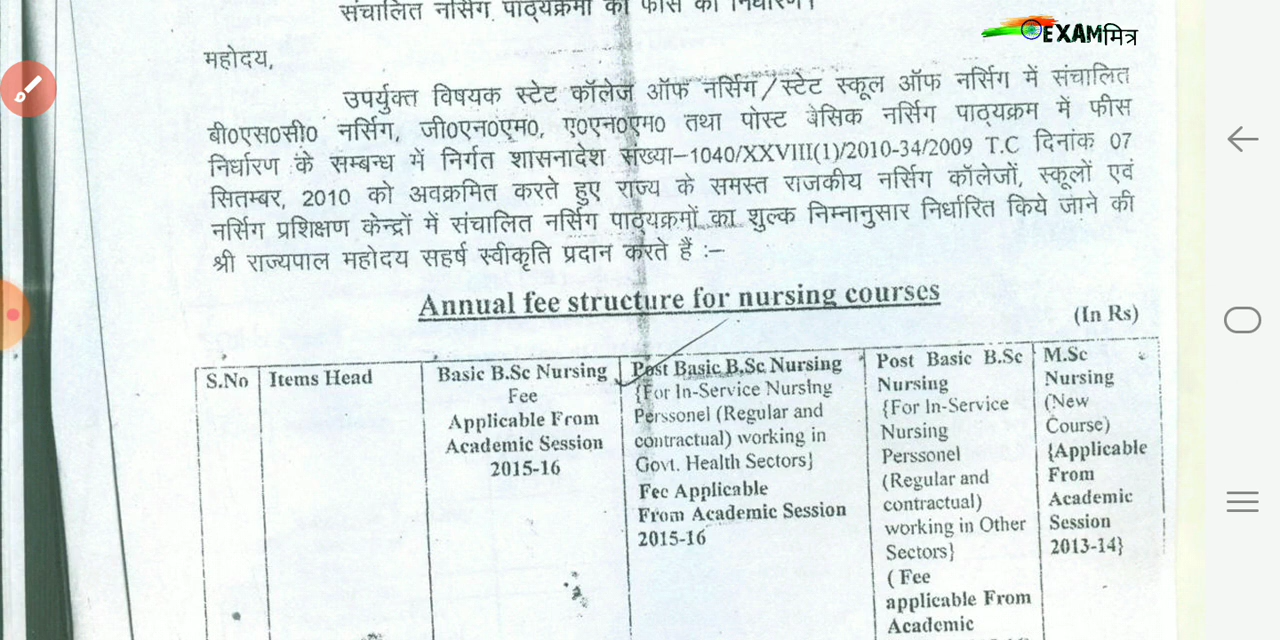 संचालित नर्सिंग पाठ्यक्रमों की फीस का निर्धारण।
EXAMमित्र
महोदय,
उपर्युक्त विषयक स्टेट कॉलेज ऑफ नर्सिंग/स्टेट स्कूल ऑफ नर्सिंग में संचालित
बी0एस0सी0 नर्सिंग, जी0एन0एम0, ए0एन0एम0 तथा पोस्ट बेसिक नर्सिंग पाठ्यक्रम में फीस
निर्धारण के सम्बन्ध में निर्गत शासनादेश संख्या–1040/XXVIII(1)/2010-34/2009 T.C दिनांक 07
सितम्बर, 2010 को अवक्रमित करते हुए राज्य के समस्त राजकीय नर्सिंग कॉलेजों, स्कूलों एवं
नर्सिग प्रशिक्षण केन्द्रों में संचालित नर्सिंग पाठ्यक्रमों का शुल्क निम्नानुसार निर्धारित किये जाने की
श्री राज्यपाल महोदय सहर्ष स्वीकृति प्रदान करते हैं :–
Annual fee structure for nursing courses
(In Rs)
S.No
Items Head
Basic B.Sc Nursing
Fee
Applicable From
Academic Session
2015-16
Post Basic B.Sc Nursing
{For In-Service Nursing
Perssonel (Regular and
contractual) working in
Govt. Health Sectors}
Fee Applicable
From Academic Session
2015-16
Post Basic B.Sc
Nursing
{For In-Service
Nursing
Perssonel
(Regular and
contractual)
working in Other
Sectors}
( Fee
applicable From
Academic
M.Sc
Nursing
(New
Course)
{Applicable
From
Academic
Session
2013-14}